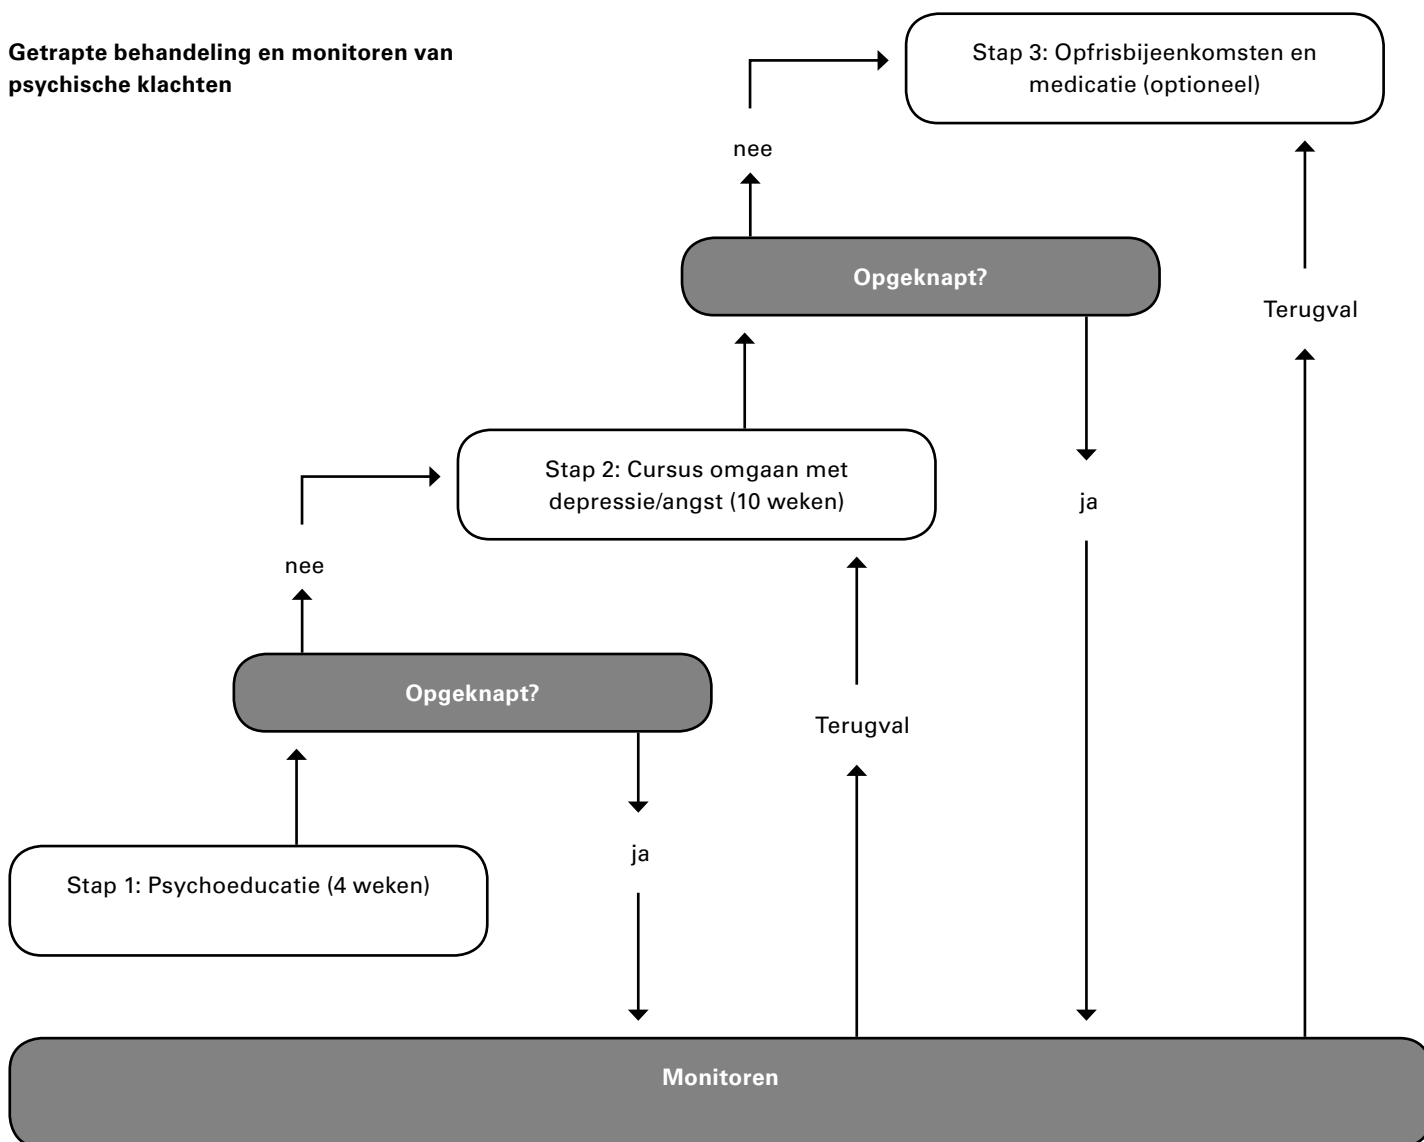 Getrapte behandeling en monitoren van
psychische klachten
Stap 3: Opfrisbijeenkomsten en
medicatie (optioneel)
nee
Opgeknapt?
Terugval
Stap 2: Cursus omgaan met
depressie/angst (10 weken)
ja
nee
Opgeknapt?
Terugval
ja
Stap 1: Psychoeducatie (4 weken)
Monitoren